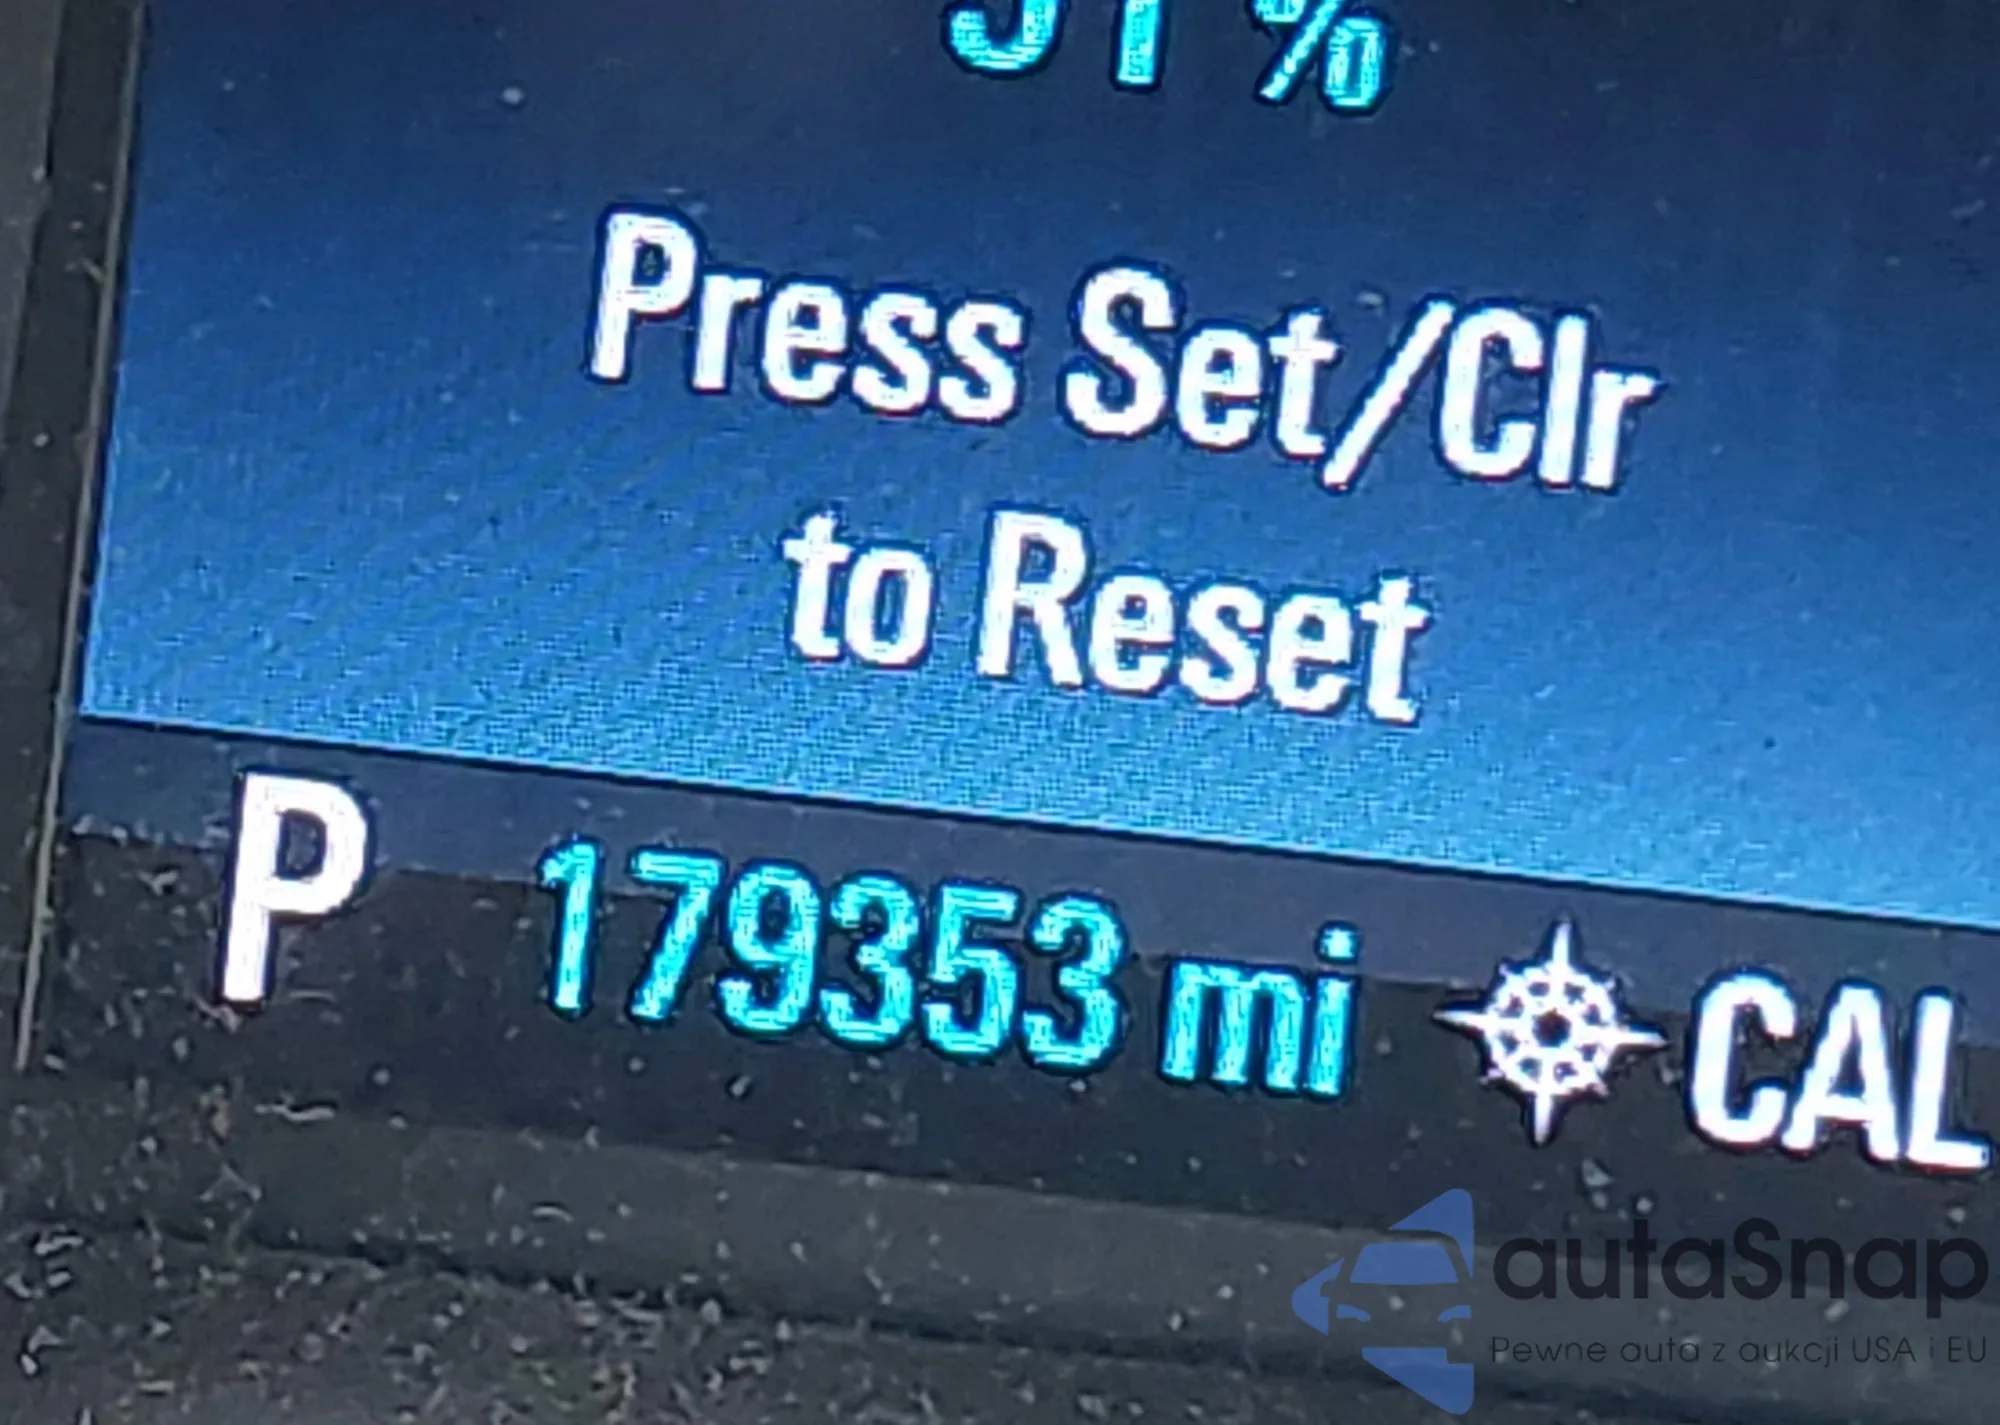 Press Set/Clr
to Reset
P 179353 mi CAL
autaSnap
Pewne auta z aukcji USA i EU